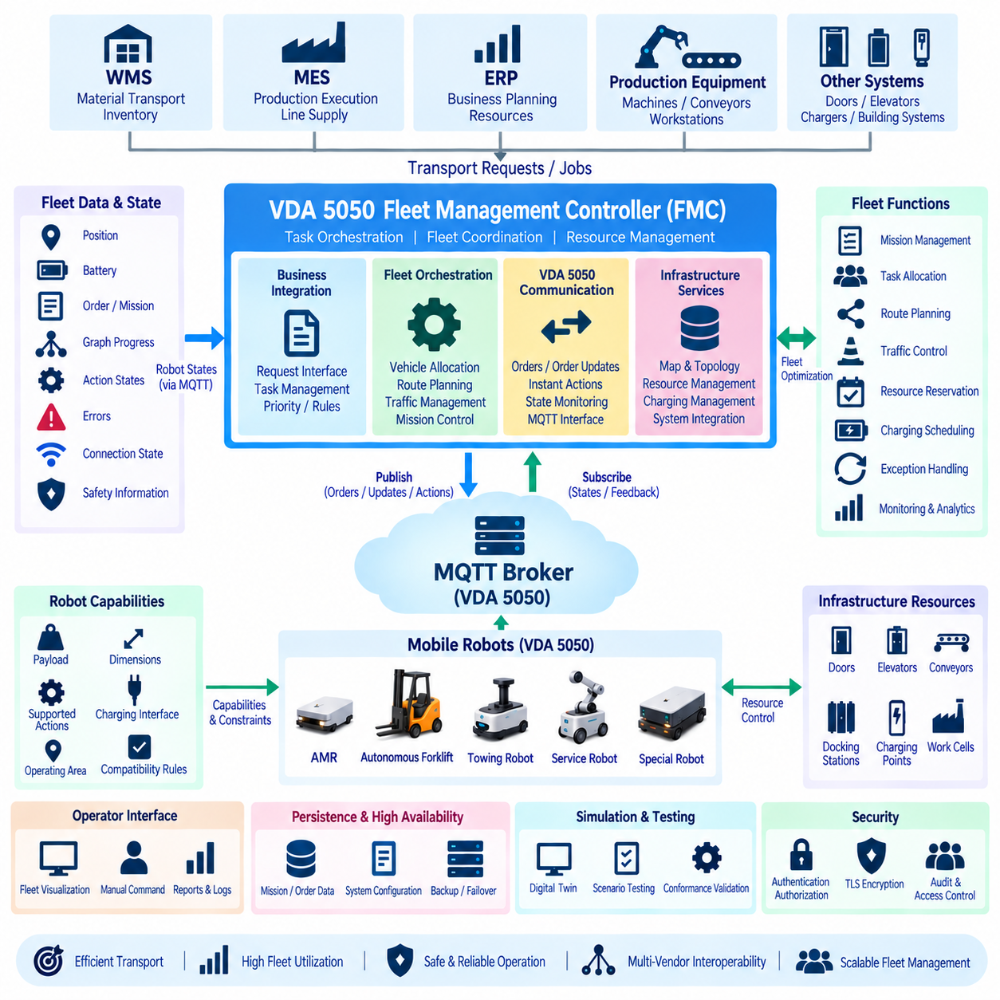 WMS
Material Transport
Inventory
MES
Production Execution
Line Supply
ERP
Business Planning
Resources
Production Equipment
Machines / Conveyors
Workstations
Other Systems
Doors / Elevators
Chargers / Building Systems
Transport Requests / Jobs
Fleet Data & State
Position
Battery
Order / Mission
Graph Progress
Action States
Errors
Connection State
Safety Information
Robot States
(via MQTT)
VDA 5050 Fleet Management Controller (FMC)
Task Orchestration | Fleet Coordination | Resource Management
Business
Integration
Request Interface
Task Management
Priority / Rules
Fleet Orchestration
Vehicle Allocation
Route Planning
Traffic Management
Mission Control
VDA 5050
Communication
Orders / Order Updates
Instant Actions
State Monitoring
MQTT Interface
Infrastructure
Services
Map & Topology
Resource Management
Charging Management
System Integration
Fleet
Optimization
Fleet Functions
Mission Management
Task Allocation
Route Planning
Traffic Control
Resource Reservation
Charging Scheduling
Exception Handling
Monitoring & Analytics
Publish
(Orders / Updates / Actions)
Subscribe
(States / Feedback)
MQTT Broker
(VDA 5050)
Robot Capabilities
Payload
Dimensions
Supported
Actions
Charging Interface
Operating Area
Compatibility Rules
Capabilities
& Constraints
Mobile Robots (VDA 5050)
AMR
Autonomous Forklift
Towing Robot
Service Robot
Special Robot
Resource
Control
Infrastructure Resources
Doors
Elevators
Conveyors
Docking
Stations
Charging
Points
Work Cells
Operator Interface
Fleet Visualization
Manual Command
Reports & Logs
Persistence & High Availability
Mission / Order Data
System Configuration
Backup / Failover
Simulation & Testing
Digital Twin
Scenario Testing
Conformance Validation
Security
Authentication
Authorization
TLS Encryption
Audit &
Access Control
Efficient Transport
High Fleet Utilization
Safe & Reliable Operation
Multi-Vendor Interoperability
Scalable Fleet Management